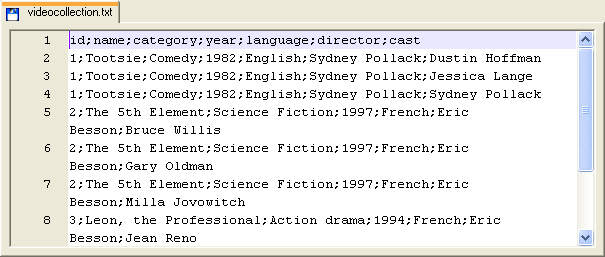 videocollection.txt
1 id;name;category;year;language;director;cast
2 1;Tootsie;Comedy;1982;English;Sydney Pollack;Dustin Hoffman
3 1;Tootsie;Comedy;1982;English;Sydney Pollack;Jessica Lange
4 1;Tootsie;Comedy;1982;English;Sydney Pollack;Sydney Pollack
5 2;The 5th Element;Science Fiction;1997;French;Eric
Besson;Bruce Willis
6 2;The 5th Element;Science Fiction;1997;French;Eric
Besson;Gary Oldman
7 2;The 5th Element;Science Fiction;1997;French;Eric
Besson;Milla Jovowitch
8 3;Leon, the Professional;Action drama;1994;French;Eric
Besson;Jean Reno